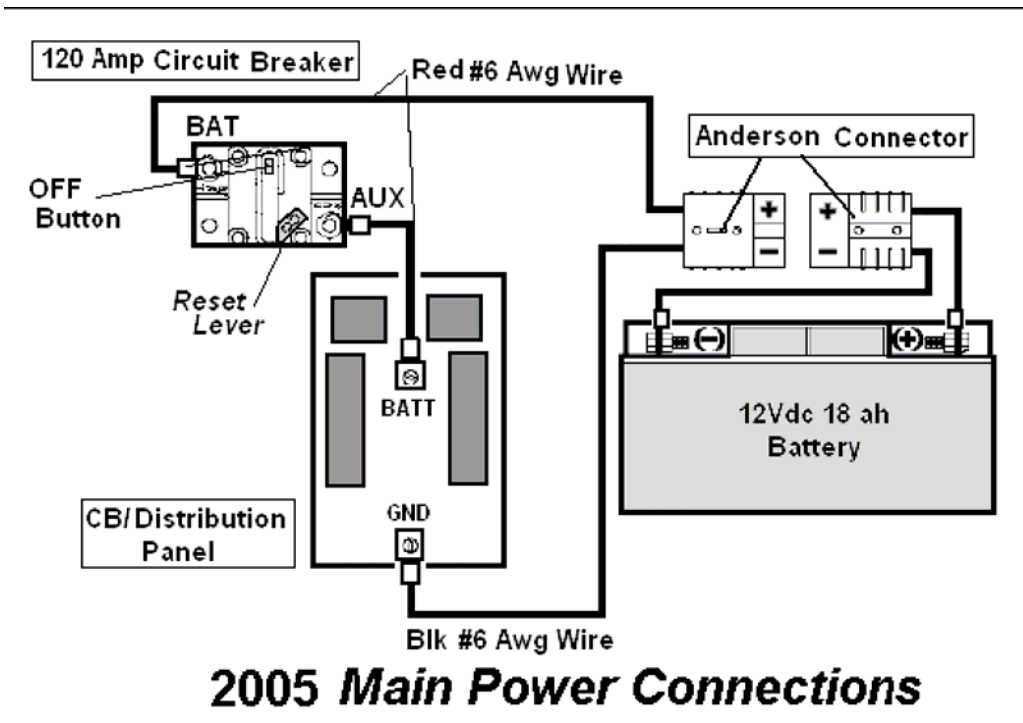 120 Amp Circuit Breaker
Red #6 Awg Wire
BAT
Anderson Connector
OFF
Button
AUX
+
−
+
−
Reset
Lever
(−)
(+)
BATT
12Vdc 18 ah
Battery
CB/Distribution
Panel
GND
Blk #6 Awg Wire
2005 Main Power Connections